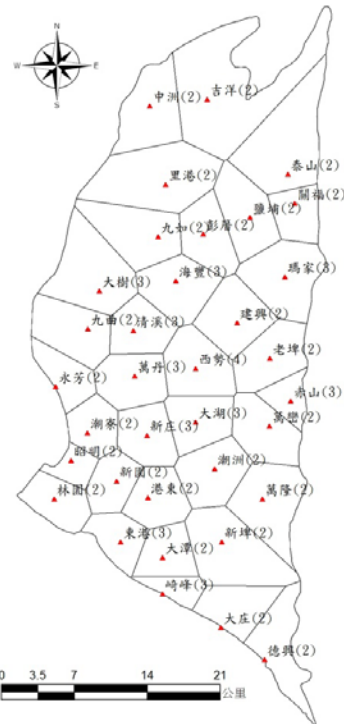 N
W E
S
中洲(2)
吉洋(2)
泰山(2)
里港(2)
關福(2)
鹽埔(2)
九如(2)
彭厝(2)
海豐(3)
瑪家(3)
大樹(3)
建興(2)
九曲(2)
清溪(3)
老埤(2)
西勢(4)
萬丹(3)
永芳(2)
赤山(3)
大湖(3)
萬巒(2)
潮寮(2)
新庄(3)
昭明(2)
潮洲(2)
新園(2)
港東(2)
林園(2)
萬隆(2)
東港(3)
新埤(2)
大潭(2)
崎峰(3)
大庄(2)
德興(2)
0 3.5 7 14 21
公里